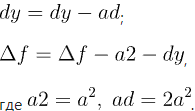 dy = dy − ad;
Δf = Δf − a2 − dy,
где a2 = a², ad = 2a².